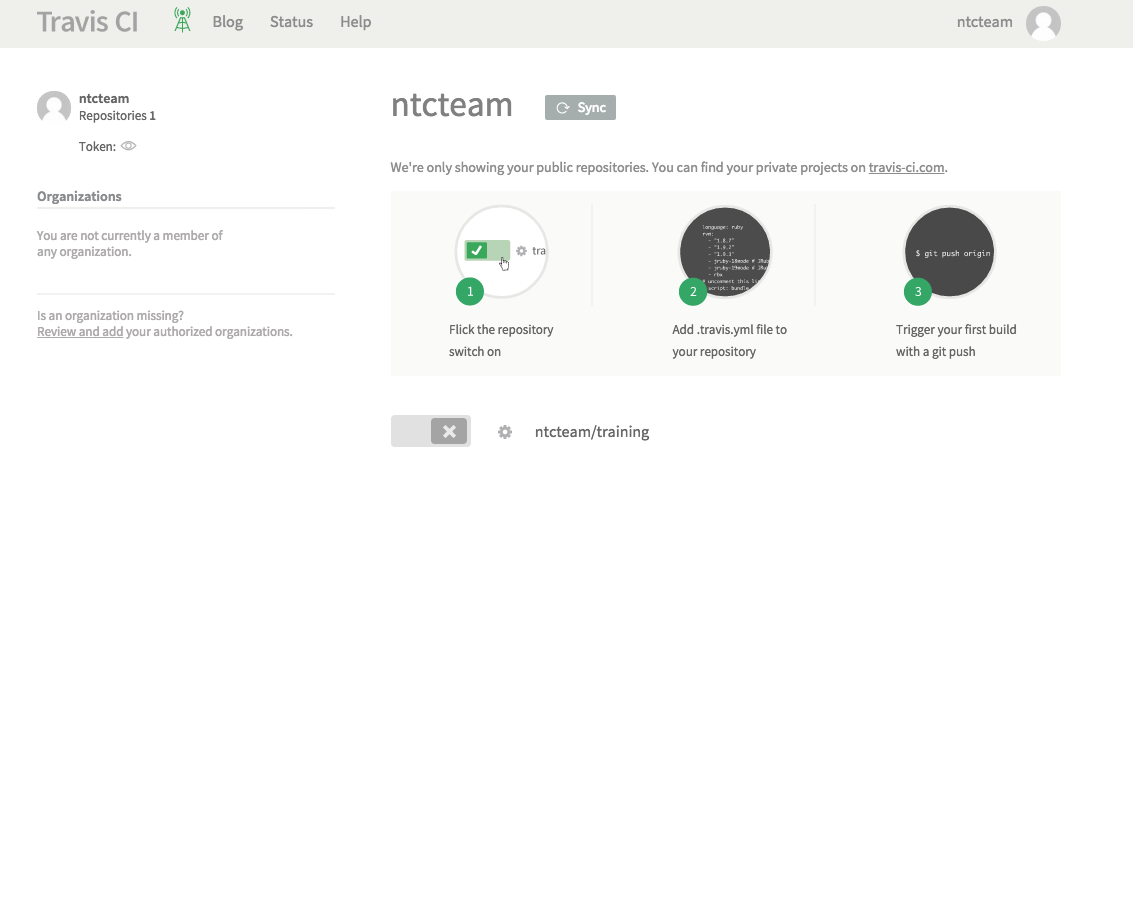 Travis CI
Blog
Status
Help
ntcteam
ntcteam
Repositories 1
Token:
Organizations
You are not currently a member of
any organization.
Is an organization missing?
Review and add your authorized organizations.
ntcteam
Sync
We're only showing your public repositories. You can find your private projects on travis-ci.com.
tra
1
Flick the repository
switch on
language: ruby
rvm:
- "1.8.7"
- "1.9.2"
- "1.9.3"
- jruby-18mode # JRu
- jruby-19mode # JRu
- rbx
# uncomment this li
script: bundle
2
Add .travis.yml file to
your repository
$ git push origin
3
Trigger your first build
with a git push
ntcteam/training